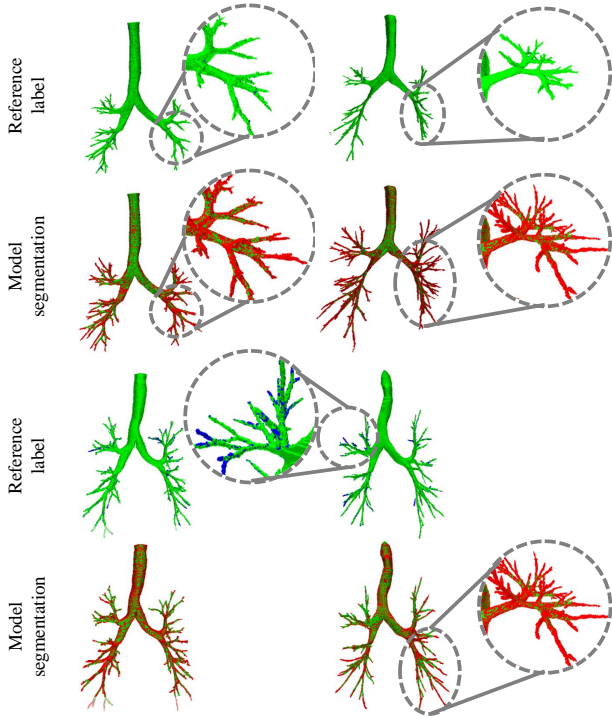 Reference
label
Model
segmentation
Reference
label
Model
segmentation